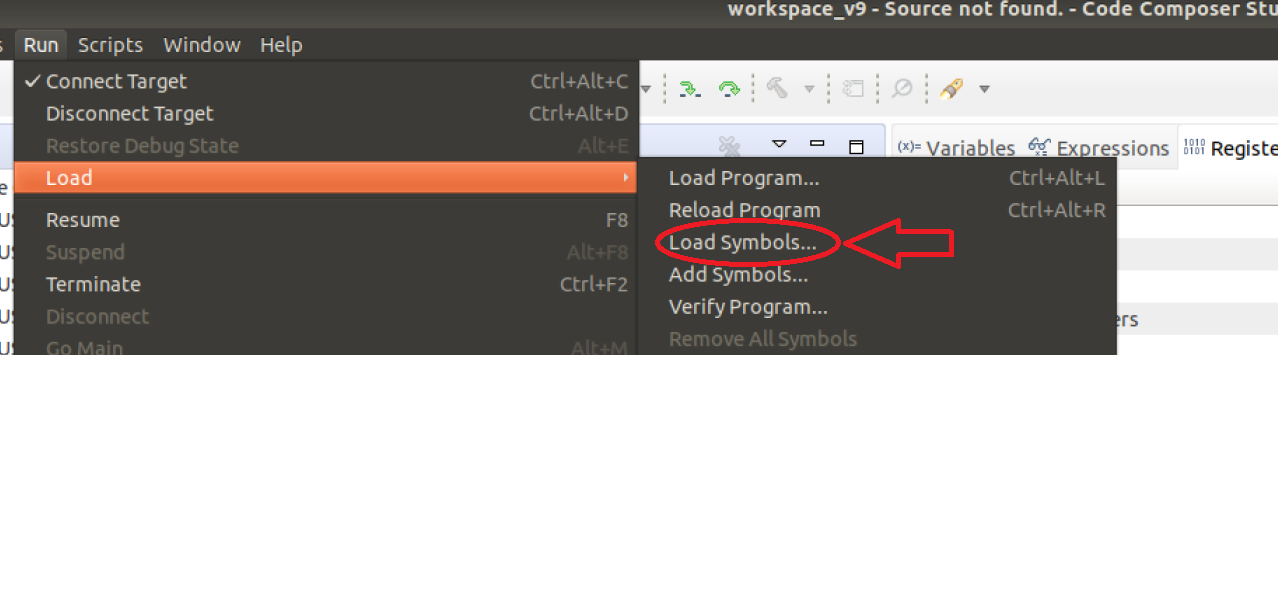 workspace_v9 - Source not found. - Code Composer Stu
Run Scripts Window Help
Connect Target Ctrl+Alt+C
Disconnect Target Ctrl+Alt+D
Restore Debug State Alt+E
(x)= Variables Expressions 1010 0101 Registe
Load
Load Program... Ctrl+Alt+L
Reload Program Ctrl+Alt+R
Resume F8
Load Symbols...
Suspend Alt+F8
Add Symbols...
Terminate Ctrl+F2
Verify Program...
Disconnect
ers
Remove All Symbols
Go Main Alt+M